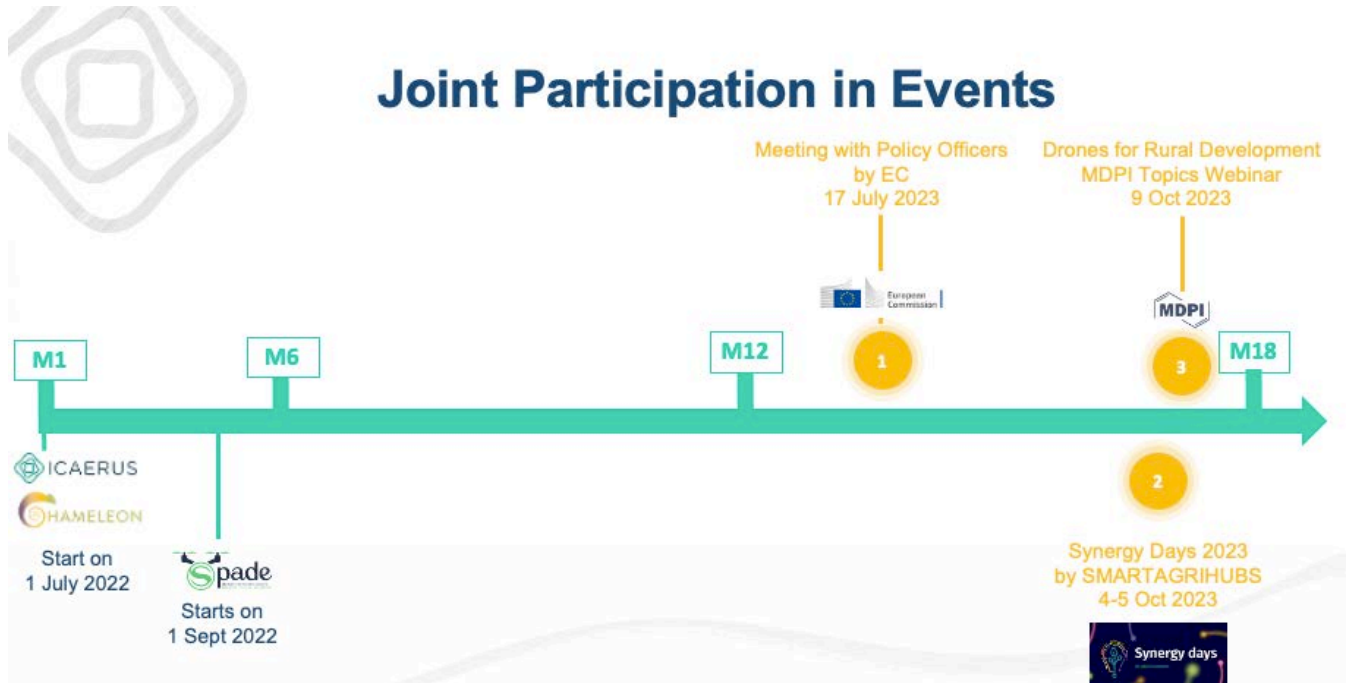 Joint Participation in Events
Meeting with Policy Officers
by EC
17 July 2023
Drones for Rural Development
MDPI Topics Webinar
9 Oct 2023
European
Commission
MDPI
M1
M6
M12
1
3
M18
ICAERUS
CHAMELEON
Start on
1 July 2022
Spade
Starts on
1 Sept 2022
2
Synergy Days 2023
by SMARTAGRIHUBS
4-5 Oct 2023
Synergy days